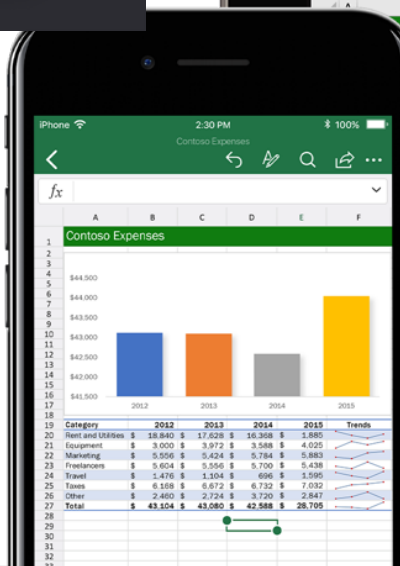 A
iPhone 2:30 PM 100%
Contoso Expenses
fx
A B C D E F
1 Contoso Expenses
2
3
4 $44,500
5
6 $44,000
7
8 $43,500
9
10 $43,000
11
12 $42,500
13
14 $42,000
15
16 $41,500
17 2012 2013 2014 2015
18
19 Category 2012 2013 2014 2015 Trends
20 Rent and Utilities $ 18,840 $ 17,628 $ 16,368 $ 1,885
21 Equipment $ 3,000 $ 3,972 $ 3,588 $ 4,025
22 Marketing $ 5,556 $ 5,424 $ 5,784 $ 5,883
23 Freelancers $ 5,604 $ 5,556 $ 5,700 $ 5,438
24 Travel $ 1,476 $ 1,104 $ 696 $ 1,595
25 Taxes $ 6,168 $ 6,672 $ 6,732 $ 7,032
26 Other $ 2,460 $ 2,724 $ 3,720 $ 2,847
27 Total $ 43,104 $ 43,080 $ 42,588 $ 28,705
28
29
30
31
32